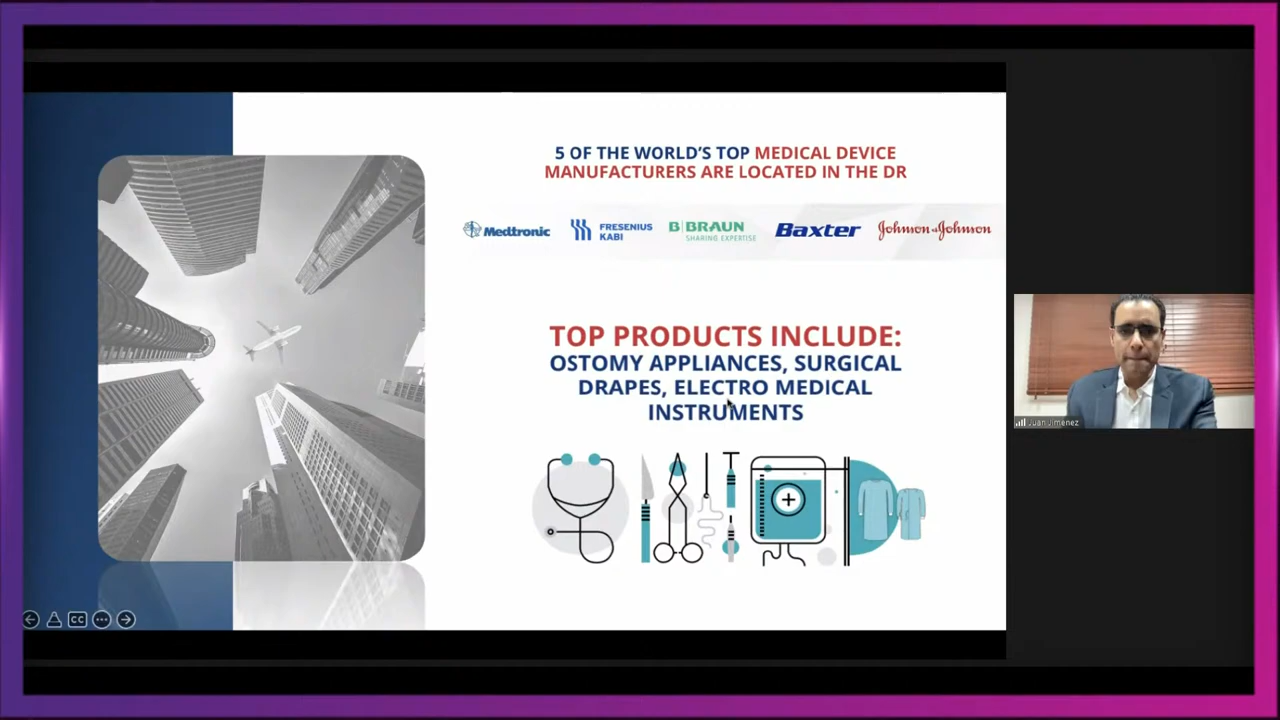 5 OF THE WORLD'S TOP MEDICAL DEVICE
MANUFACTURERS ARE LOCATED IN THE DR
Medtronic
FRESENIUS
KABI
B|BRAUN
SHARING EXPERTISE
Baxter
Johnson & Johnson
TOP PRODUCTS INCLUDE:
OSTOMY APPLIANCES, SURGICAL
DRAPES, ELECTRO MEDICAL
INSTRUMENTS
Juan Jimenez
CC